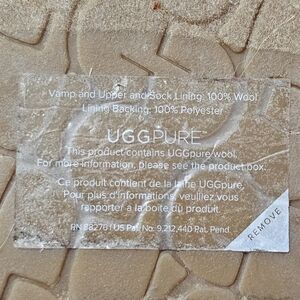 Vamp and Upper and Sock Lining: 100% Wool
Lining Backing: 100% Polyester
UGGPURE™
This product contains UGGpure wool.
For more information, please see the product box.
Ce produit contient de la laine UGGpure.
Pour plus d'informations, veuillez vous
rapporter à la boîte du produit.
RN 88276 | US Pat. No. 9,212,440 Pat. Pend.
REMOVE